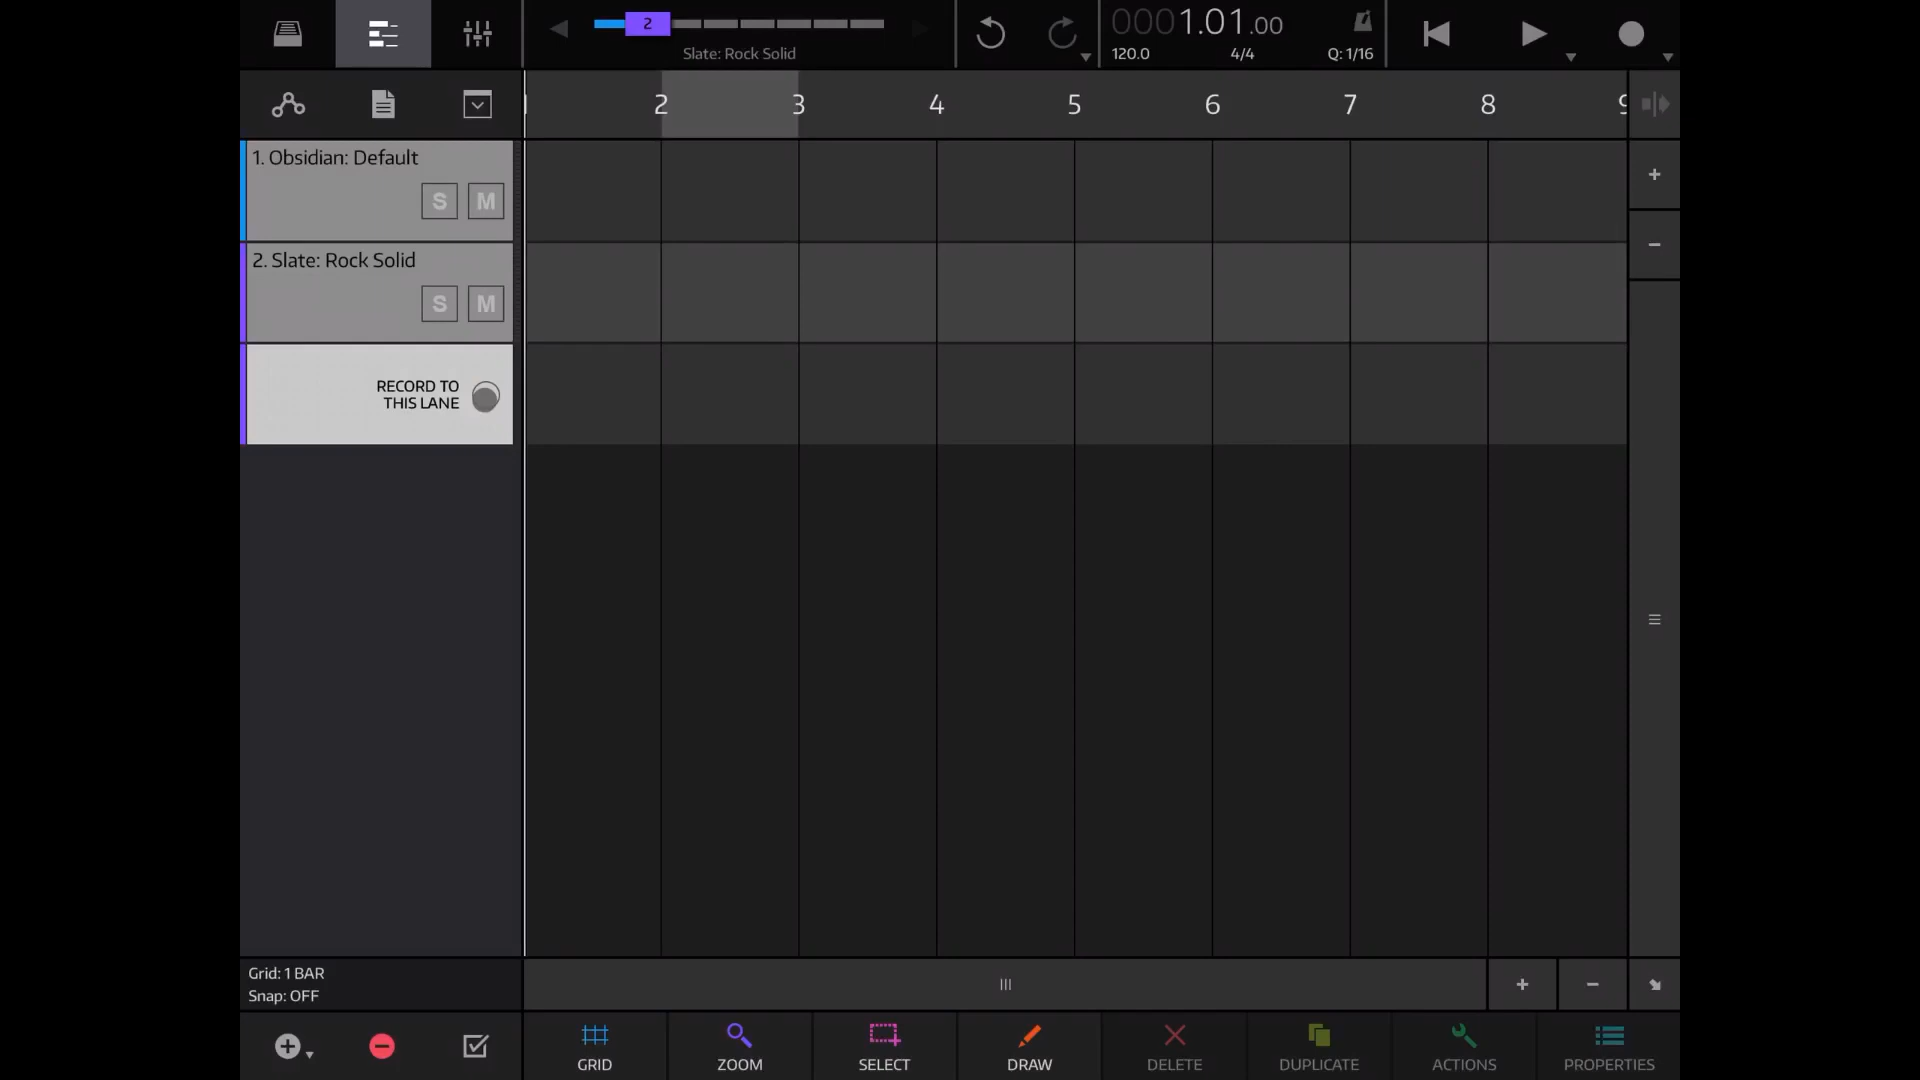 2
Slate: Rock Solid
0001.01.00
120.0
4/4
Q: 1/16
2
3
4
5
6
7
8
9
1. Obsidian: Default
S
M
2. Slate: Rock Solid
S
M
RECORD TO
THIS LANE
Grid: 1 BAR
Snap: OFF
GRID
ZOOM
SELECT
DRAW
DELETE
DUPLICATE
ACTIONS
PROPERTIES